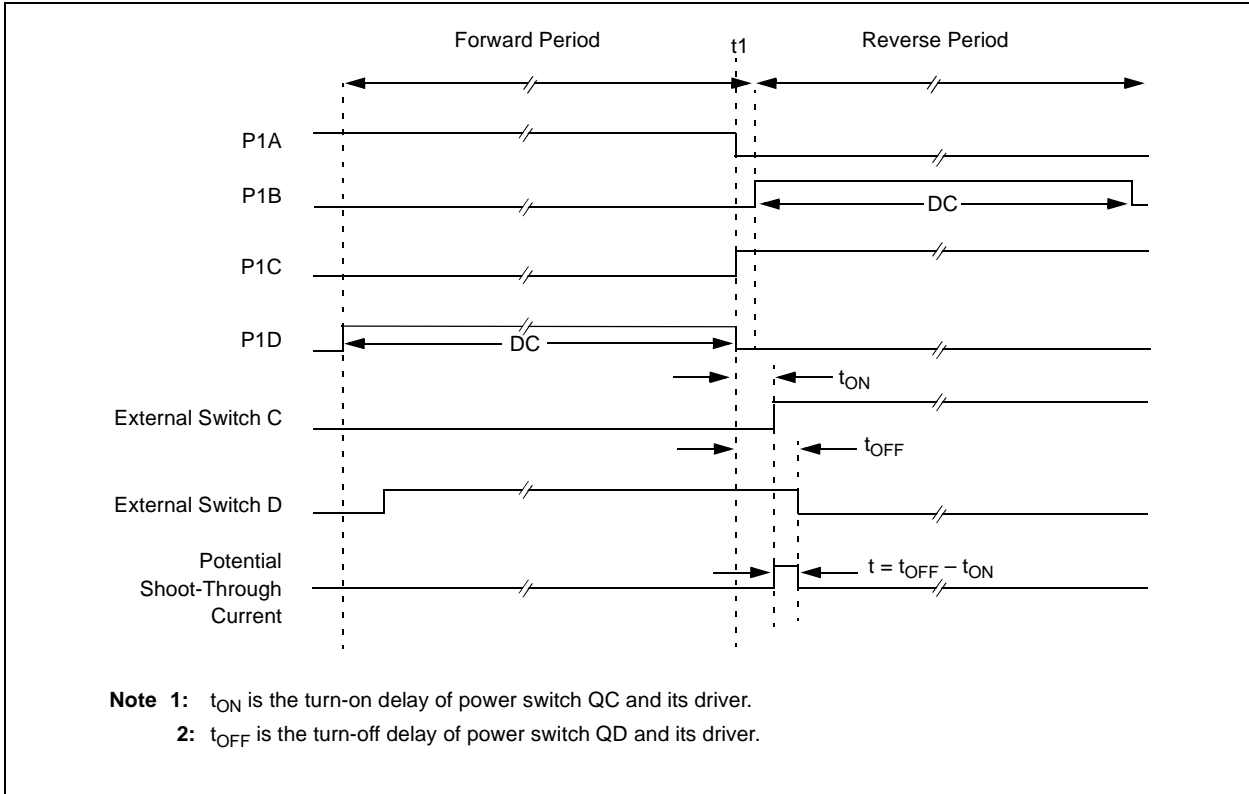 Forward Period
t1
Reverse Period
P1A
P1B
DC
P1C
P1D
DC
tON
External Switch C
tOFF
External Switch D
Potential
Shoot-Through
Current
t = tOFF – tON
Note 1: tON is the turn-on delay of power switch QC and its driver.
2: tOFF is the turn-off delay of power switch QD and its driver.